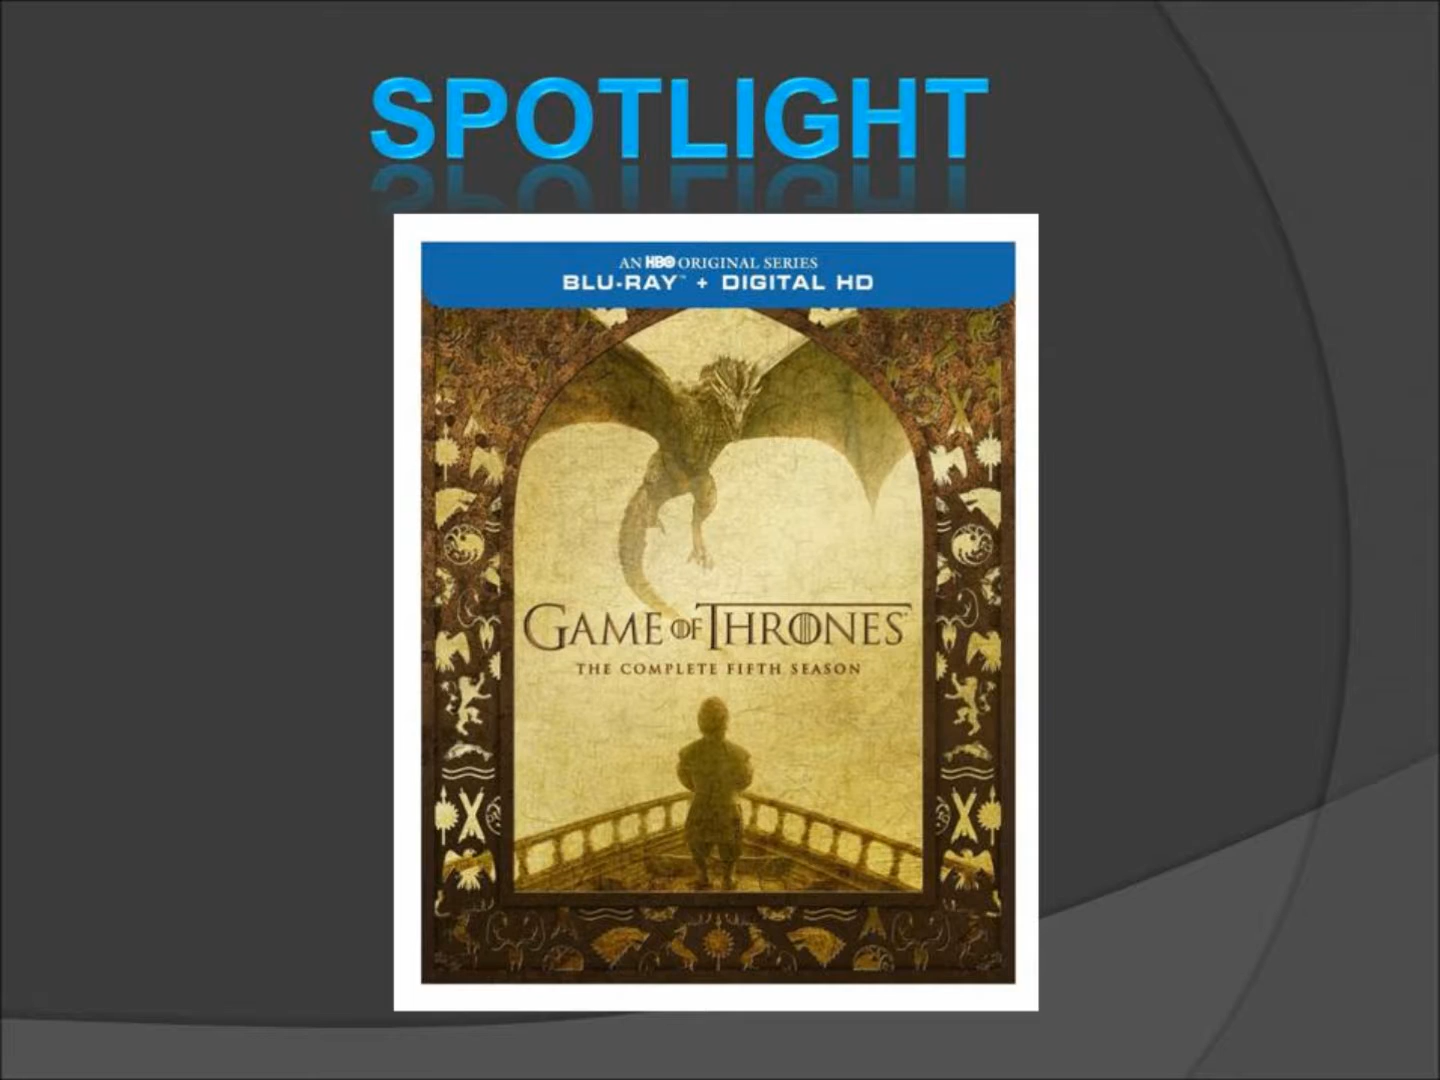 SPOTLIGHT
AN HBO ORIGINAL SERIES
BLU-RAY™ + DIGITAL HD
GAME OF THRONES
THE COMPLETE FIFTH SEASON